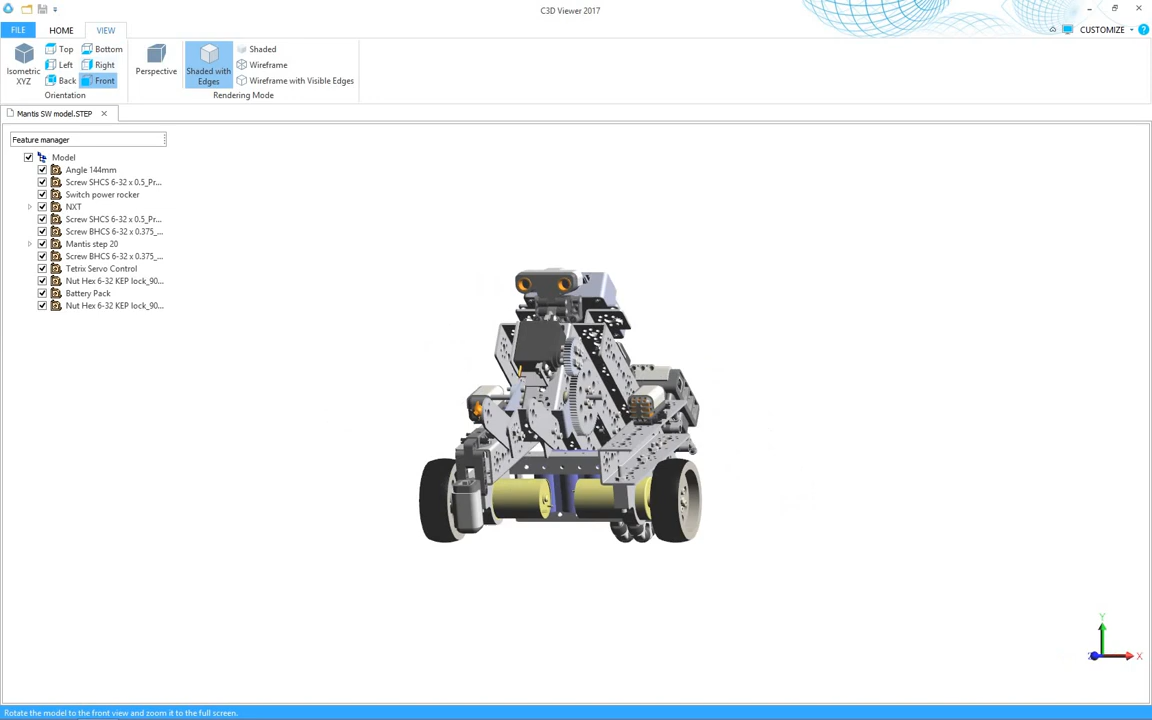 C3D Viewer 2017
FILE HOME VIEW CUSTOMIZE
Isometric XYZ
Top
Left
Back
Bottom
Right
Front
Orientation
Perspective
Shaded with Edges
Shaded
Wireframe
Wireframe with Visible Edges
Rendering Mode
Mantis SW model.STEP
Feature manager
Model
Angle 144mm
Screw SHCS 6-32 x 0.5_Pr...
Switch power rocker
NXT
Screw SHCS 6-32 x 0.5_Pr...
Screw BHCS 6-32 x 0.375_...
Mantis step 20
Screw BHCS 6-32 x 0.375_...
Tetrix Servo Control
Nut Hex 6-32 KEP lock_90...
Battery Pack
Nut Hex 6-32 KEP lock_90...
Y
Z X
Rotate the model to the front view and zoom it to the full screen.